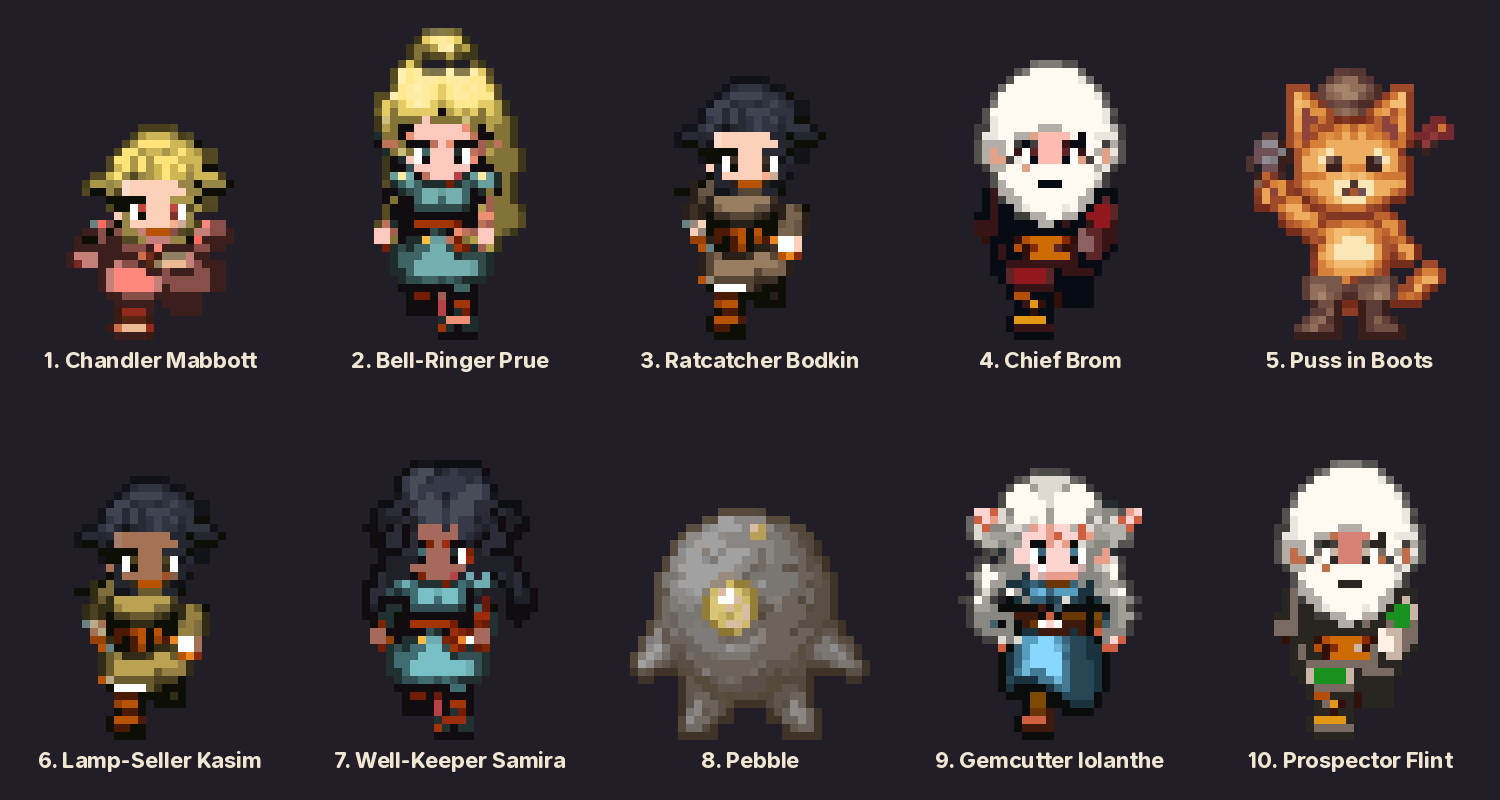 1. Chandler Mabbott
2. Bell-Ringer Prue
3. Ratcatcher Bodkin
4. Chief Brom
5. Puss in Boots
6. Lamp-Seller Kasim
7. Well-Keeper Samira
8. Pebble
9. Gemcutter Iolanthe
10. Prospector Flint